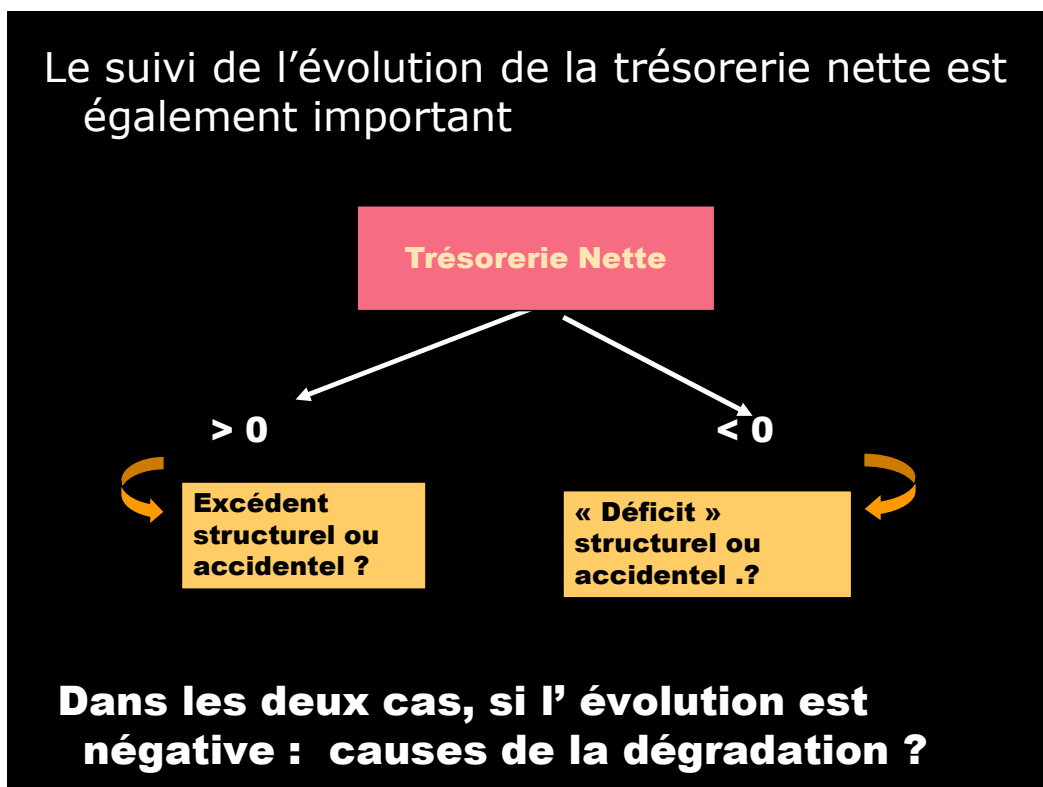 Le suivi de l’évolution de la trésorerie nette est
également important
Trésorerie Nette
> 0
< 0
Excédent
structurel ou
accidentel ?
« Déficit »
structurel ou
accidentel .?
Dans les deux cas, si l’ évolution est
négative : causes de la dégradation ?